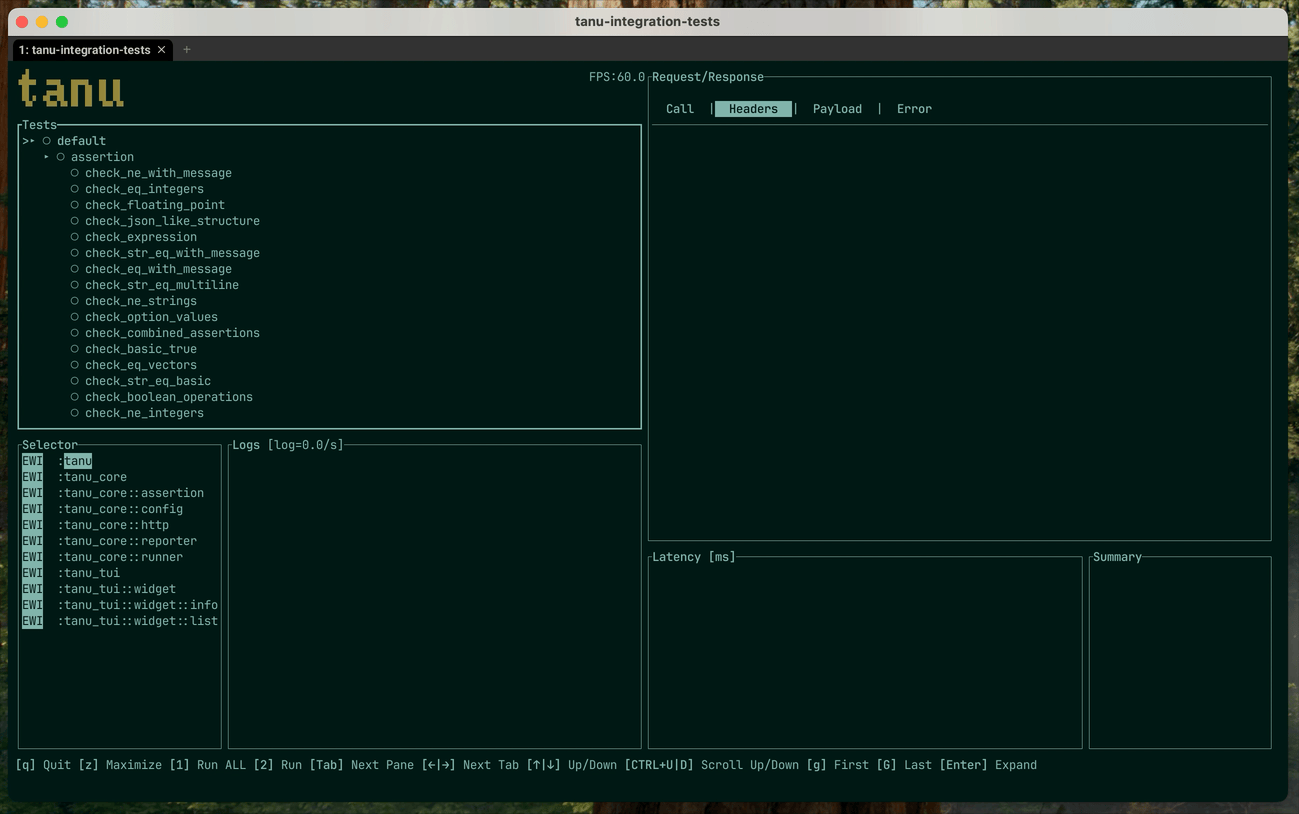 tanu-integration-tests
1: tanu-integration-tests ✕ +
tanu
FPS:60.0
Tests
>▸ ○ default
▸ ○ assertion
○ check_ne_with_message
○ check_eq_integers
○ check_floating_point
○ check_json_like_structure
○ check_expression
○ check_str_eq_with_message
○ check_eq_with_message
○ check_str_eq_multiline
○ check_ne_strings
○ check_option_values
○ check_combined_assertions
○ check_basic_true
○ check_eq_vectors
○ check_str_eq_basic
○ check_boolean_operations
○ check_ne_integers
Request/Response
Call | Headers | Payload | Error
Selector
EWI :tanu
EWI :tanu_core
EWI :tanu_core::assertion
EWI :tanu_core::config
EWI :tanu_core::http
EWI :tanu_core::reporter
EWI :tanu_core::runner
EWI :tanu_tui
EWI :tanu_tui::widget
EWI :tanu_tui::widget::info
EWI :tanu_tui::widget::list
Logs [log=0.0/s]
Latency [ms]
Summary
[q] Quit [z] Maximize [1] Run ALL [2] Run [Tab] Next Pane [←|→] Next Tab [↑|↓] Up/Down [CTRL+U|D] Scroll Up/Down [g] First [G] Last [Enter] Expand